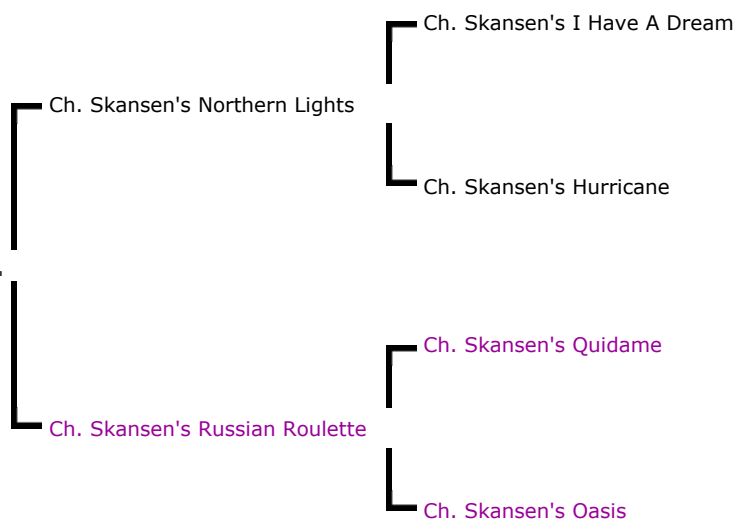 Ch. Skansen's I Have A Dream
Ch. Skansen's Northern Lights
Ch. Skansen's Hurricane
Ch. Skansen's Quidame
Ch. Skansen's Russian Roulette
Ch. Skansen's Oasis